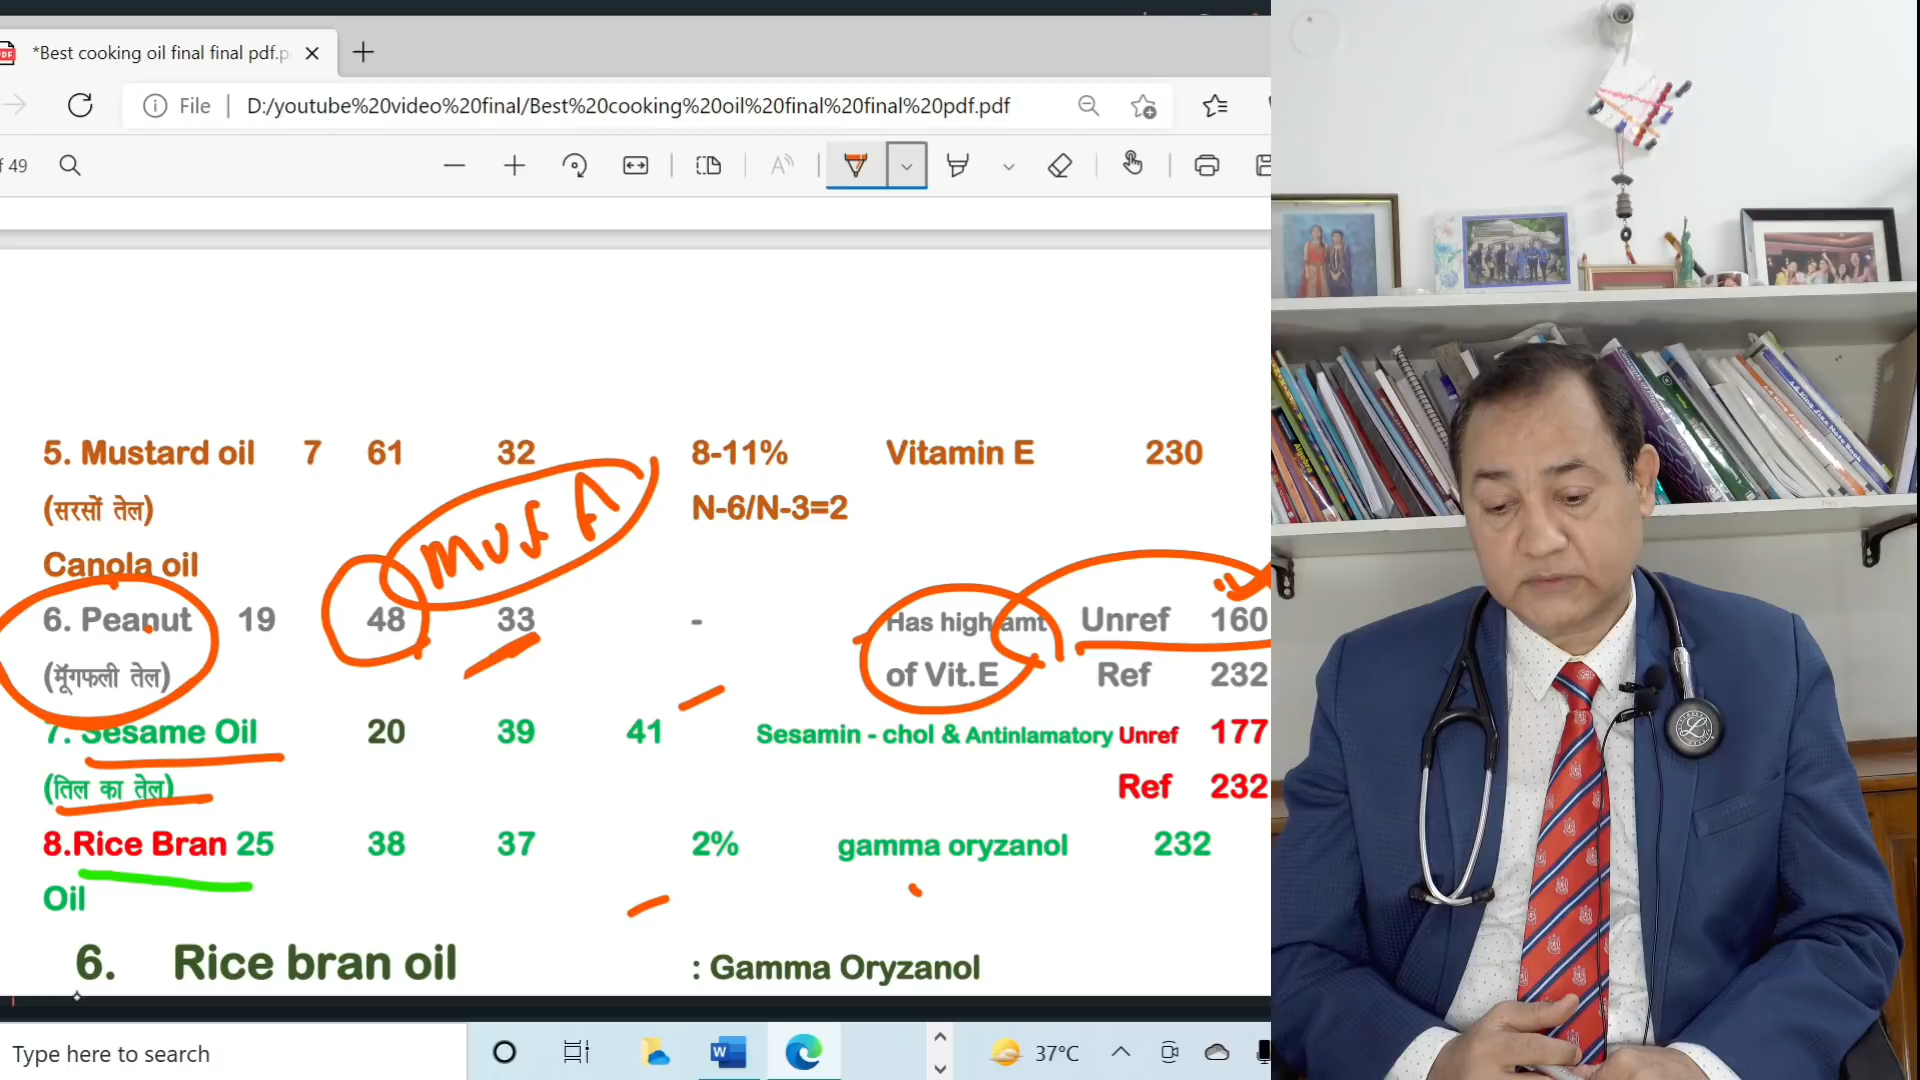 *Best cooking oil final final pdf.p
File D:/youtube%20video%20final/Best%20cooking%20oil%20final%20final%20pdf.pdf
f 49
5. Mustard oil 7 61 32 8-11% Vitamin E 230
(सरसों तेल) N-6/N-3=2
MUFA
Canola oil
6. Peanut 19 48 33 - Has high amt Unref 160
(मूँगफली तेल) of Vit.E Ref 232
7. Sesame Oil 20 39 41 Sesamin - chol & Antinlamatory Unref 177
(तिल का तेल) Ref 232
8.Rice Bran 25 38 37 2% gamma oryzanol 232
Oil
6. Rice bran oil : Gamma Oryzanol
Type here to search
37°C